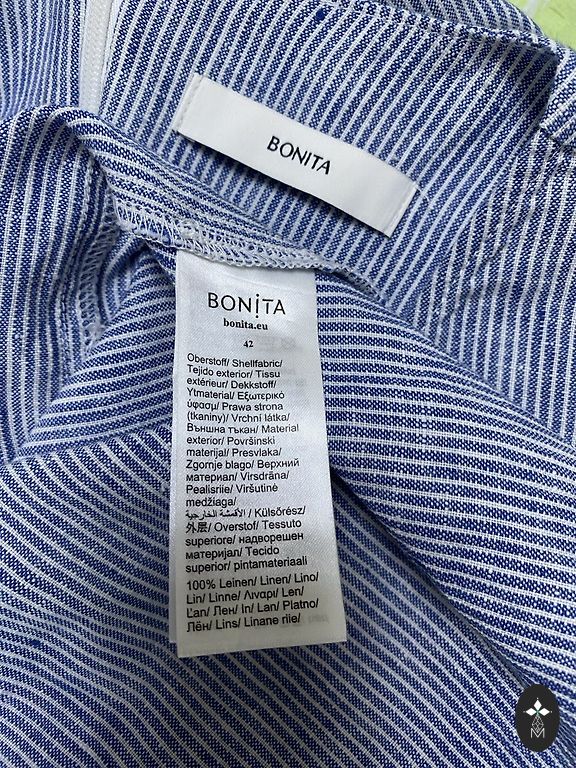 BONITA
BONiTA
bonita.eu
42
Oberstoff/ Shellfabric/
Tejido exterior/ Tissu
extérieur/ Dekkstoff/
Ytmaterial/ Εξωτερικό
ύφασμα/ Prawa strona
(tkaniny)/ Vrchní látka/
Външна тъкан/ Material
exterior/ Površinski
materijal/ Presvlaka/
Zgornje blago/ Верхний
материал/ Virsdrāna/
Pealisriie/ Viršutinė
medžiaga/
الأقمشة الخارجية / Külsőrész/
外层/ Overstof/ Tessuto
superiore/ надворешен
материјал/ Tecido
superior/ pintamateriaali
100% Leinen/ Linen/ Lino/
Lin/ Linne/ Λινάρι/ Len/
Ľan/ Лен/ In/ Lan/ Platno/
Лён/ Lins/ Linane riie/
M